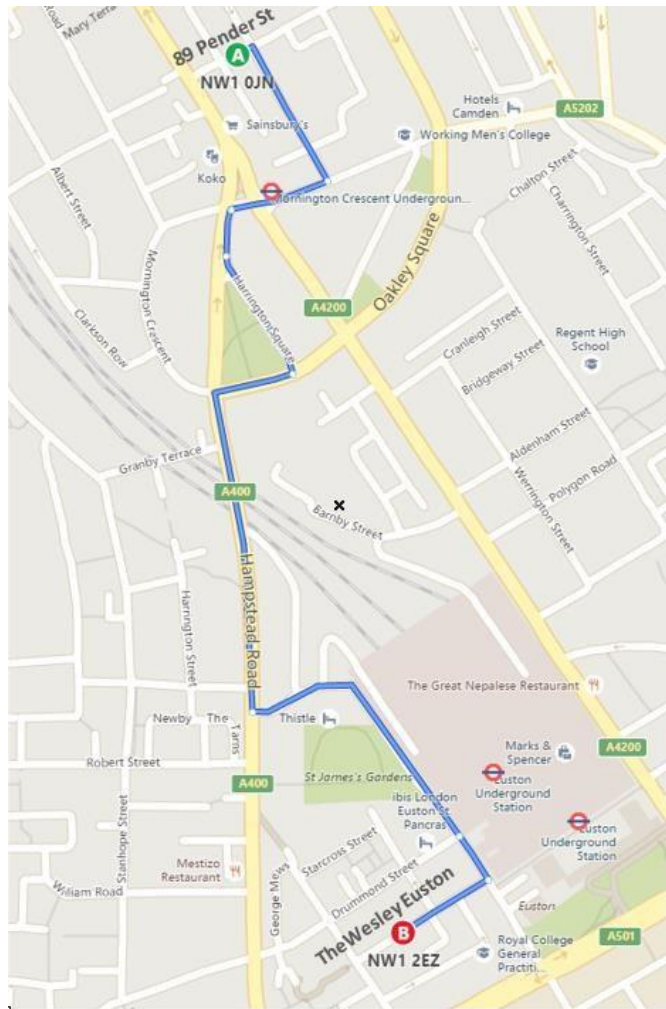 Mary Terrace
Road
89 Pender St
A
NW1 0JN
Hotels
Camden
A5202
Sainsbury's
Working Men's College
Koko
Albert Street
Mornington Crescent Undergroun...
Chalton Street
Charrington Street
Mornington Crescent
Harrington Square
Oakley Square
A4200
Clarkson Row
Cranleigh Street
Regent High
School
Bridgeway Street
Granby Terrace
Aldenham Street
Polygon Road
Werrington Street
A400
Barnby Street
Hampstead Road
Harrington Street
The Great Nepalese Restaurant
Newby
The Tarns
Thistle
Robert Street
Marks &
Spencer
A4200
A400
St James's Gardens
Euston
Underground
Station
ibis London
Euston St.
Pancras
Euston
Underground
Station
Stanhope Street
Starcross Street
Mestizo
Restaurant
Drummond Street
William Road
George Mews
The Wesley Euston
B
NW1 2EZ
Euston
A501
Royal College
General
Practiti...